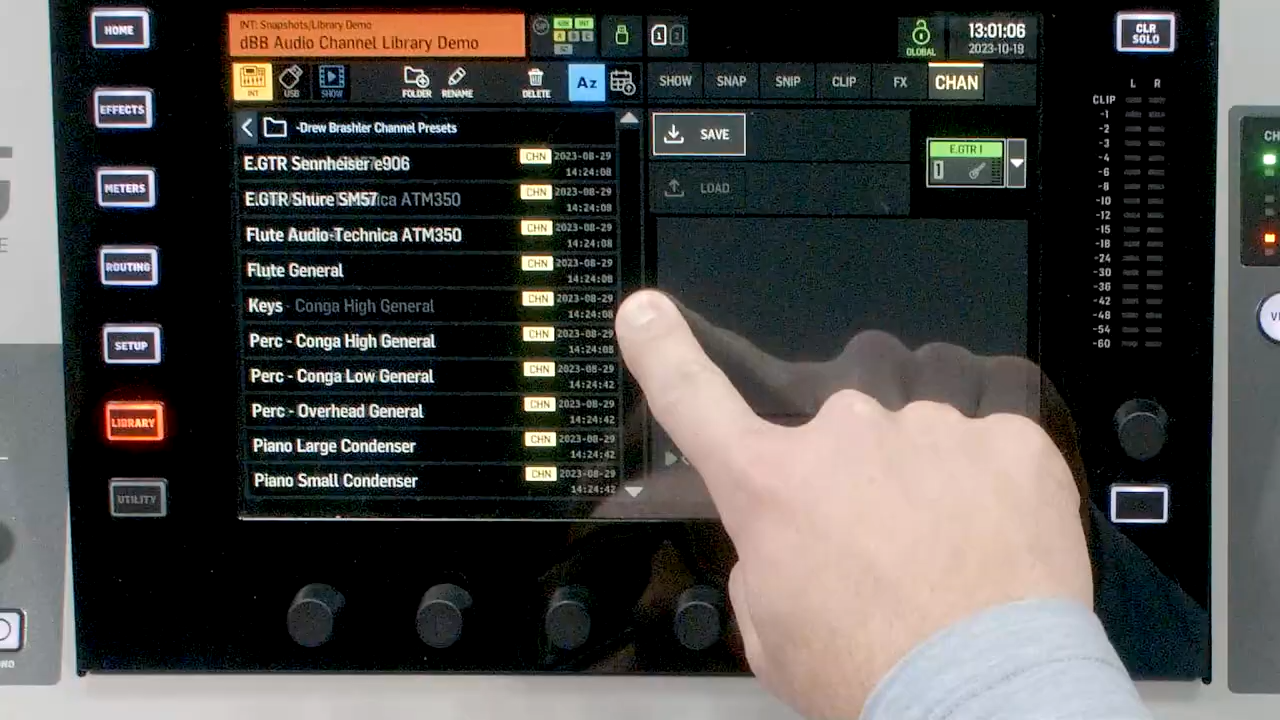 HOME
EFFECTS
METERS
ROUTING
SETUP
LIBRARY
UTILITY
INT: Snapshots/Library Demo
dBB Audio Channel Library Demo
GLOBAL
13:01:06
2023-10-19
CLR
SOLO
INT
USB
SHOW
FOLDER
RENAME
DELETE
Az
SHOW
SNAP
SNIP
CLIP
FX
CHAN
-Drew Brashler Channel Presets
E.GTR Sennheiser e906
CHN
2023-08-29
14:24:08
E.GTR Shure SM57
ica ATM350
CHN
2023-08-29
14:24:08
Flute Audio-Technica ATM350
CHN
2023-08-29
14:24:08
Flute General
CHN
2023-08-29
14:24:08
Keys - Conga High General
CHN
2023-08-29
14:24:08
Perc - Conga High General
CHN
2023-08-29
14:24:08
Perc - Conga Low General
CHN
2023-08-29
14:24:42
Perc - Overhead General
CHN
2023-08-29
14:24:42
Piano Large Condenser
CHN
2023-08-29
14:24:42
Piano Small Condenser
CHN
2023-08-29
14:24:42
SAVE
LOAD
E.GTR 1
1
L R
CLIP
-1
-2
-3
-4
-6
-8
-10
-12
-15
-18
-24
-30
-36
-42
-48
-54
-60